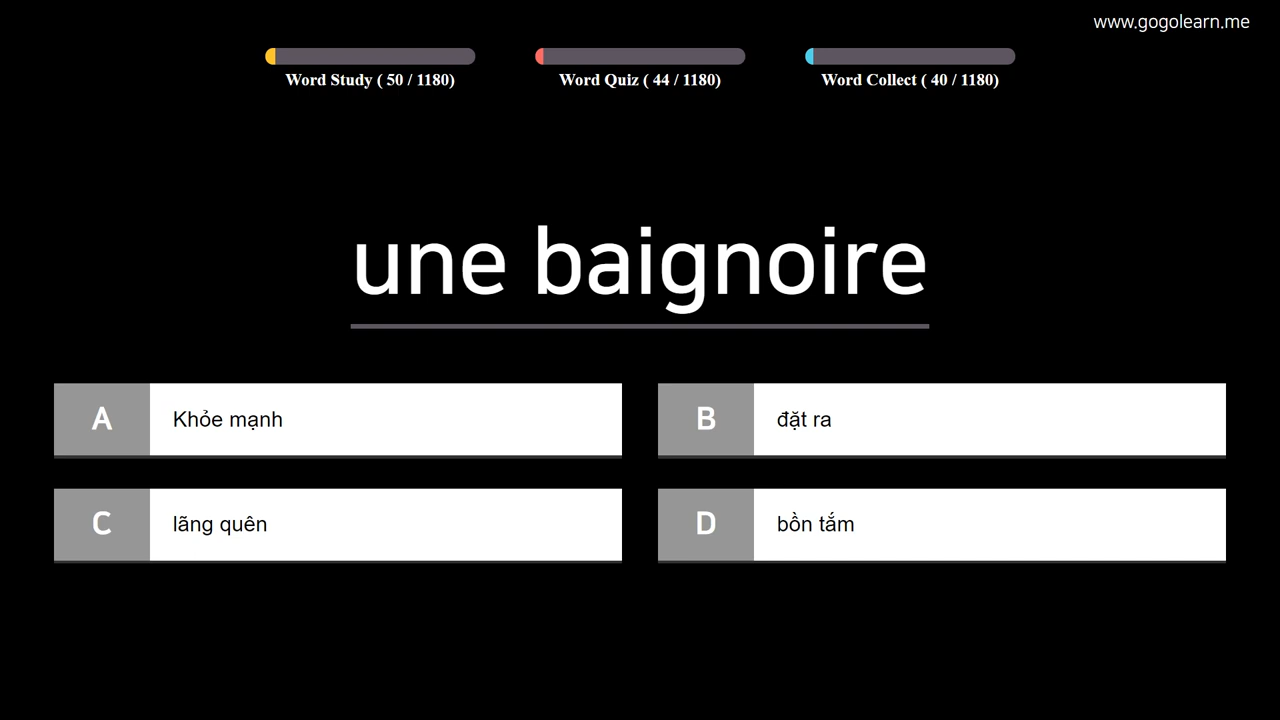 www.gogolearn.me
Word Study ( 50 / 1180)
Word Quiz ( 44 / 1180)
Word Collect ( 40 / 1180)
une baignoire
A
Khỏe mạnh
B
đặt ra
C
lãng quên
D
bồn tắm